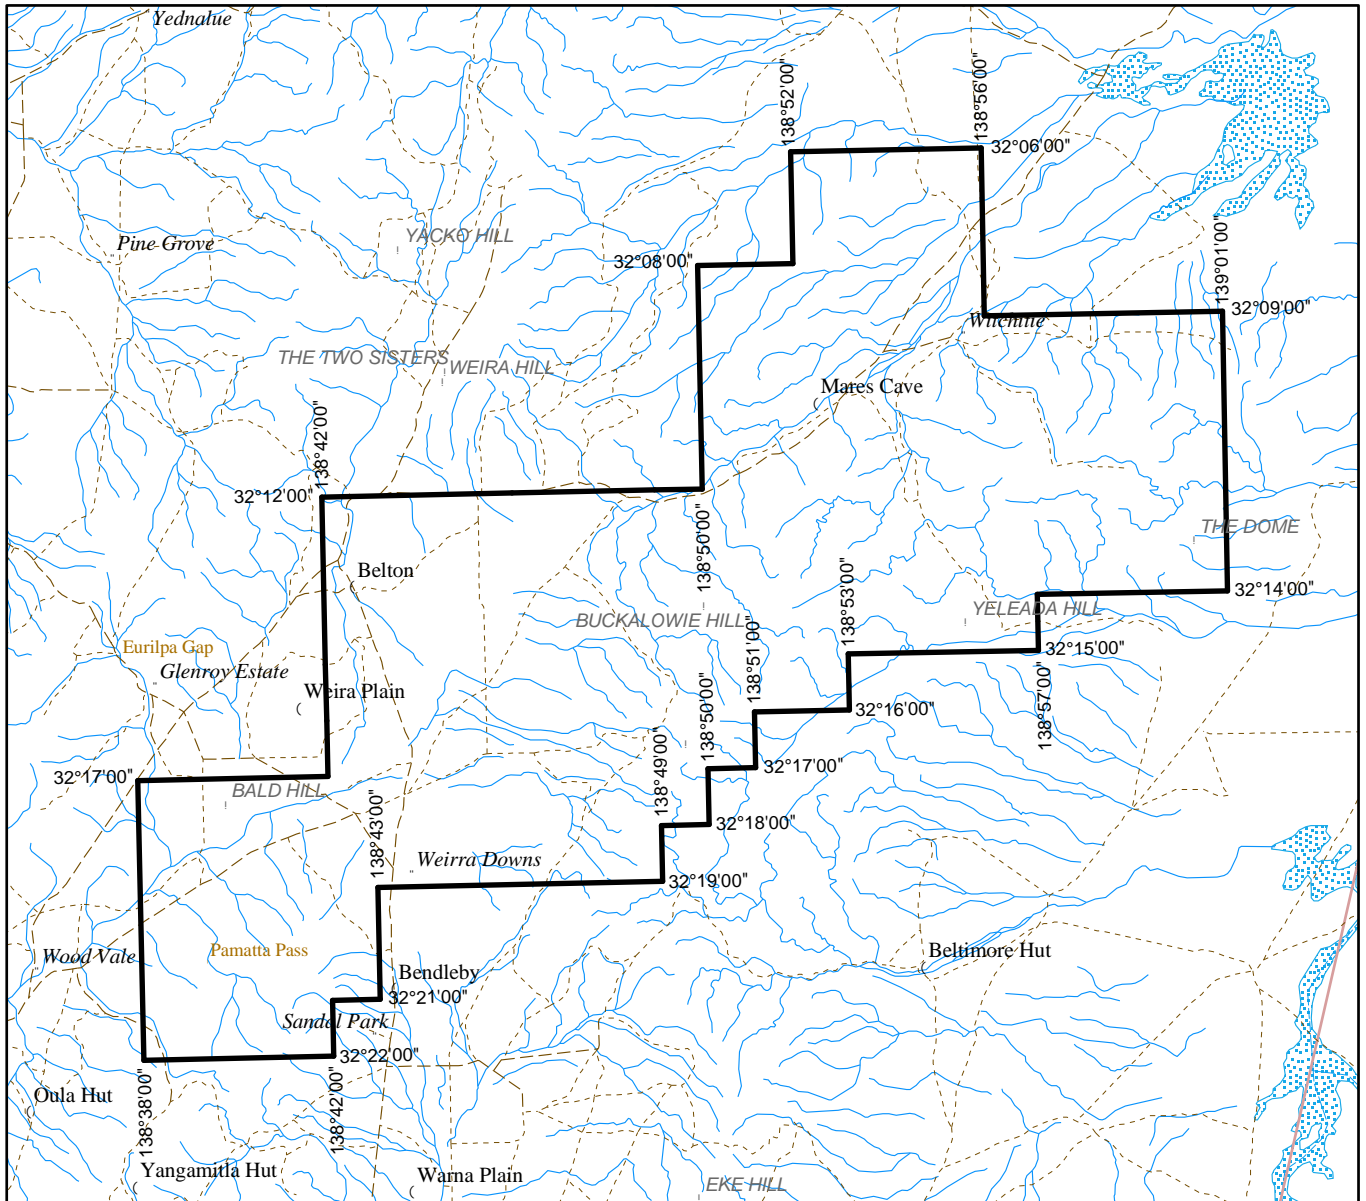 Yednalue
138°52'00"
138°56'00"
32°06'00"
Pine Grove
YACKO HILL
32°08'00"
139°01'00"
32°09'00"
Witchitie
THE TWO SISTERS
WEIRA HILL
Mares Cave
138°42'00"
32°12'00"
THE DOME
138°50'00"
Belton
32°14'00"
BUCKALOWIE HILL
138°53'00"
YELEADA HILL
Eurilpa Gap
Glenroy Estate
138°51'00"
32°15'00"
Weira Plain
138°50'00"
32°16'00"
138°57'00"
138°49'00"
32°17'00"
32°17'00"
BALD HILL
138°43'00"
32°18'00"
Weirra Downs
32°19'00"
Wood Vale
Pamatta Pass
Beltimore Hut
Bendleby
32°21'00"
Sandal Park
32°22'00"
Oula Hut
138°38'00"
138°42'00"
Yangamitla Hut
Warna Plain
EKE HILL